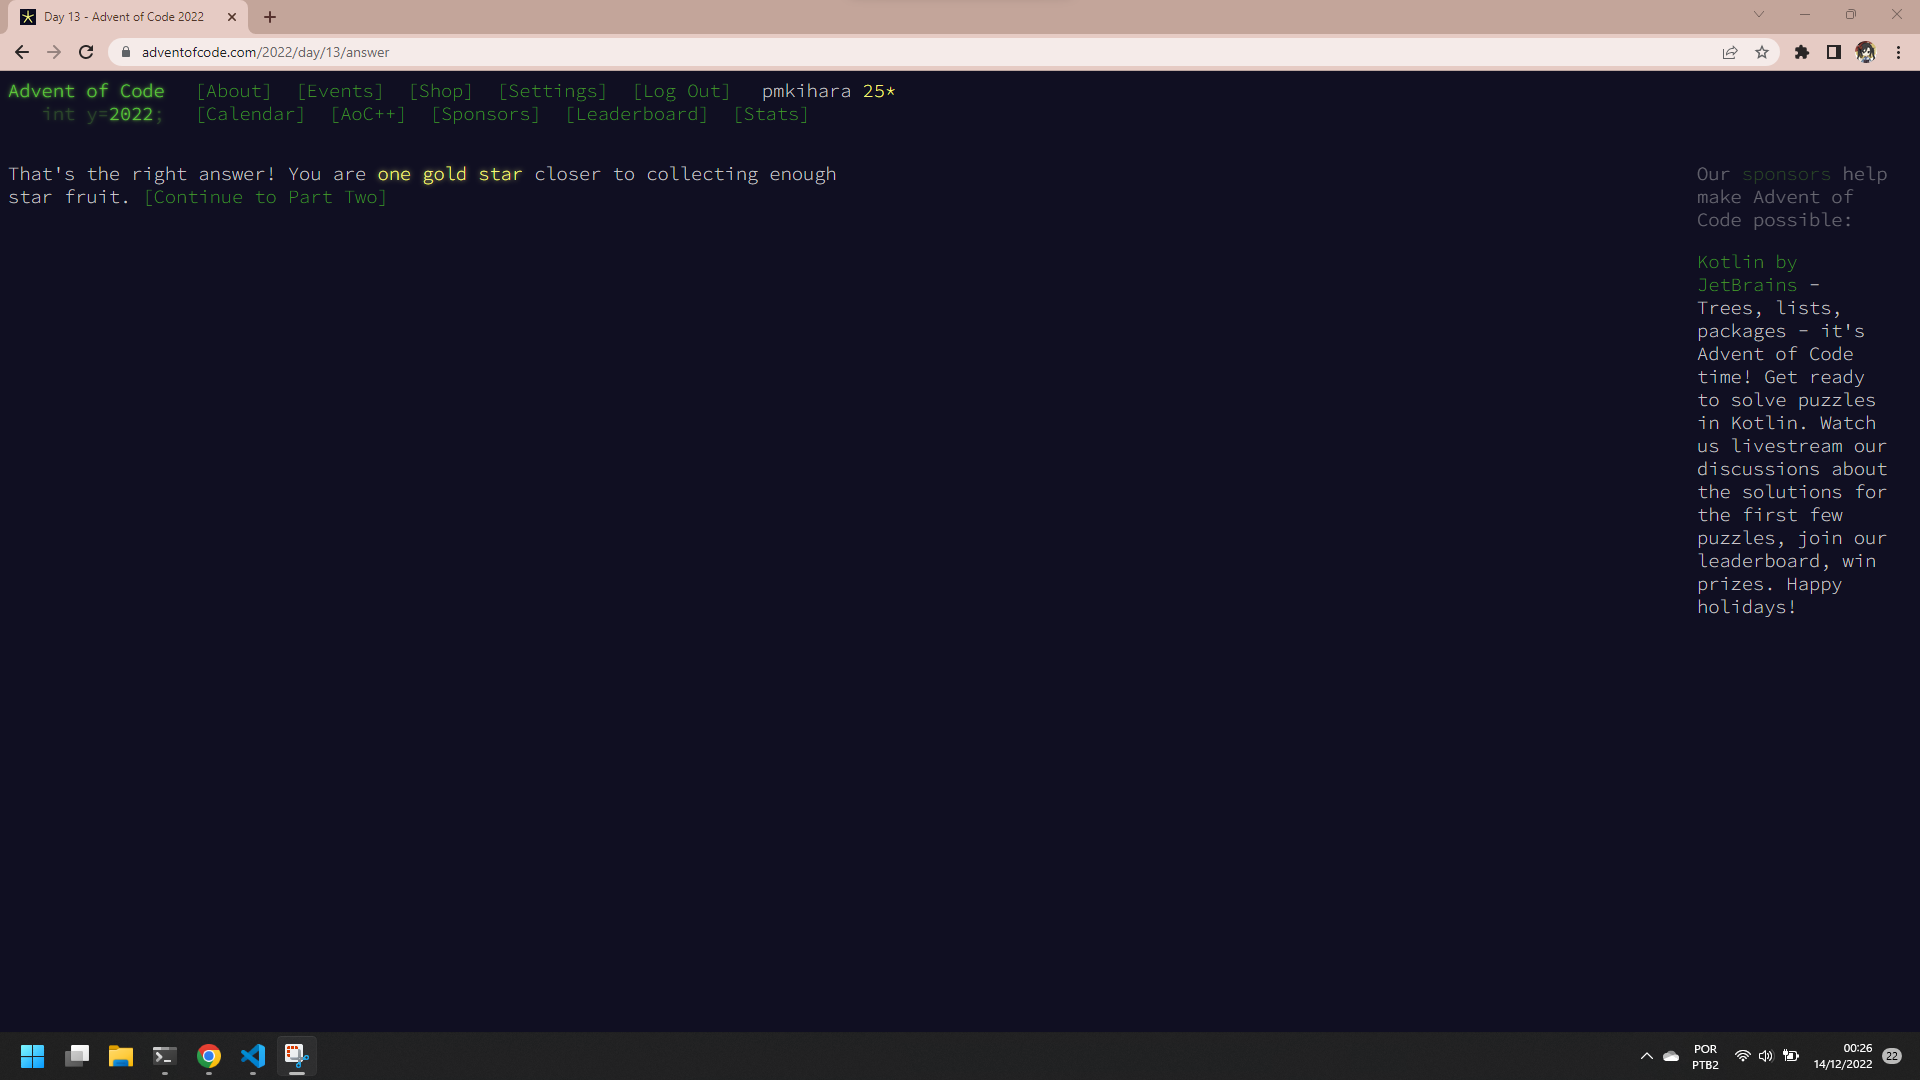 Day 13 - Advent of Code 2022
adventofcode.com/2022/day/13/answer
Advent of Code [About] [Events] [Shop] [Settings] [Log Out] pmkihara 25*
int y=2022; [Calendar] [AoC++] [Sponsors] [Leaderboard] [Stats]
That's the right answer! You are one gold star closer to collecting enough
star fruit. [Continue to Part Two]
Our sponsors help
make Advent of
Code possible:
Kotlin by
JetBrains -
Trees, lists,
packages - it's
Advent of Code
time! Get ready
to solve puzzles
in Kotlin. Watch
us livestream our
discussions about
the solutions for
the first few
puzzles, join our
leaderboard, win
prizes. Happy
holidays!
POR
PTB2
00:26
14/12/2022
22